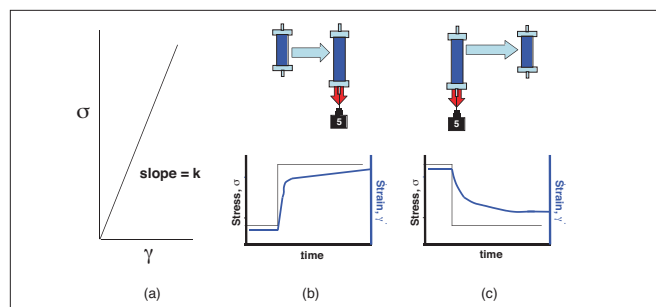 σ
slope = k
γ
(a)
5
Stress, σ
Strain, γ
time
(b)
5
Stress, σ
Strain, γ
time
(c)